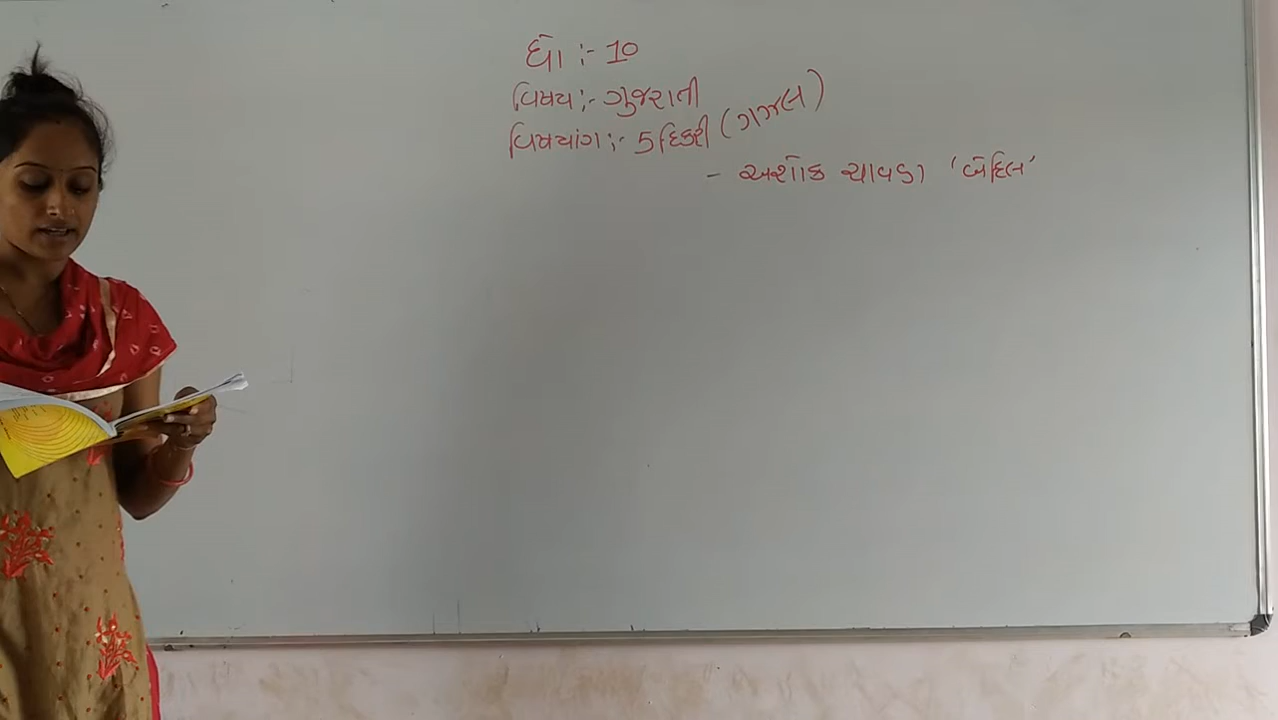 ધો :- 10
વિષય :- ગુજરાતી
વિષયાંગ :- 5 દિકરી (ગઝલ)
- અશોક ચાવડા 'બેદિલ'